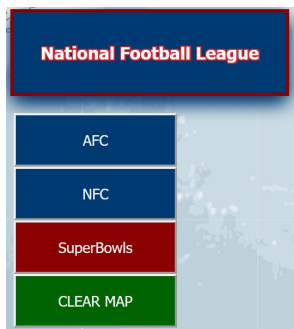 National Football League
AFC
NFC
SuperBowls
CLEAR MAP